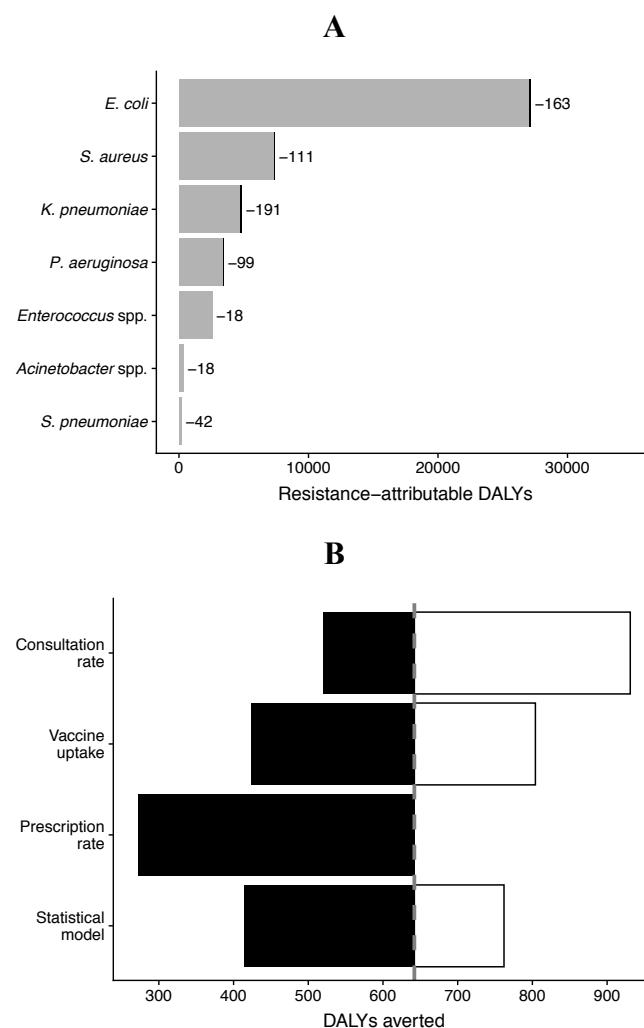 A
E. coli
−163
S. aureus
−111
K. pneumoniae
−191
P. aeruginosa
−99
Enterococcus spp.
−18
Acinetobacter spp.
−18
S. pneumoniae
−42
0 10000 20000 30000
Resistance−attributable DALYs
B
Consultation
rate
Vaccine
uptake
Prescription
rate
Statistical
model
300 400 500 600 700 800 900
DALYs averted